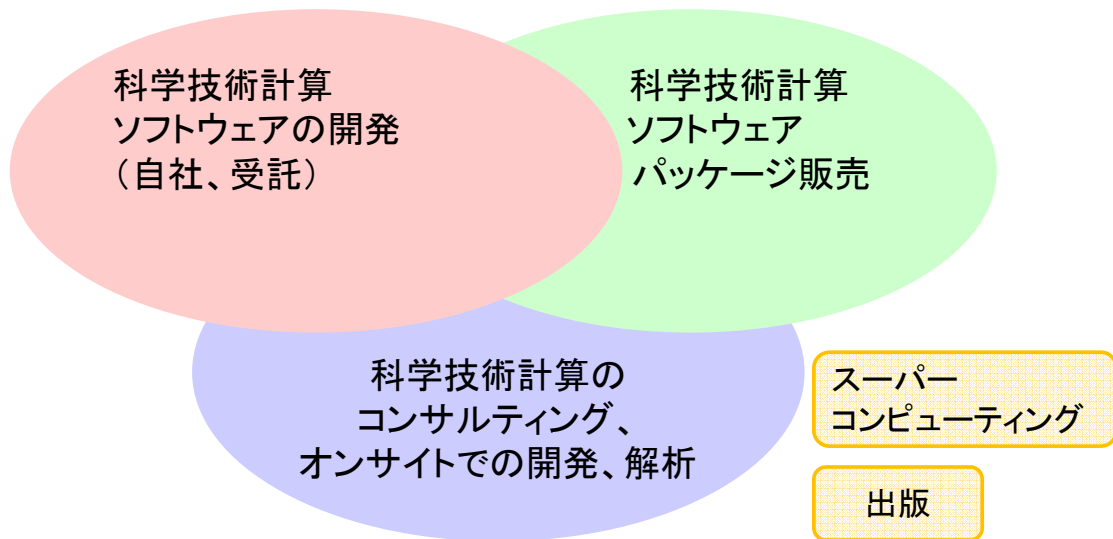 科学技術計算
ソフトウェアの開発
（自社、受託）
科学技術計算
ソフトウェア
パッケージ販売
科学技術計算の
コンサルティング、
オンサイトでの開発、解析
スーパー
コンピューティング
出版